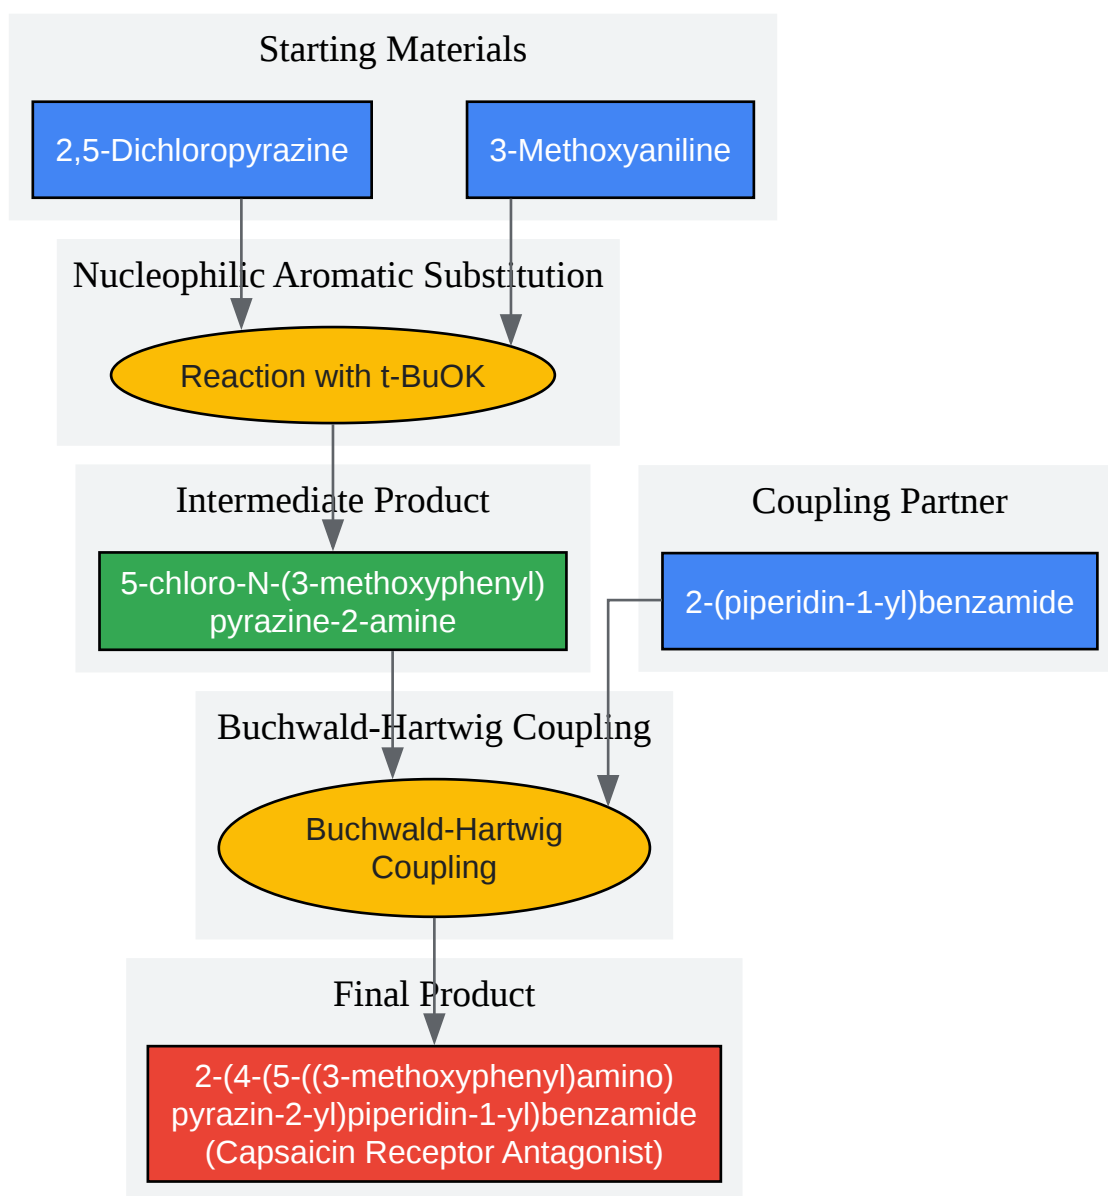 Starting Materials
2,5-Dichloropyrazine
3-Methoxyaniline
Nucleophilic Aromatic Substitution
Reaction with t-BuOK
Intermediate Product
5-chloro-N-(3-methoxyphenyl)
pyrazine-2-amine
Coupling Partner
2-(piperidin-1-yl)benzamide
Buchwald-Hartwig Coupling
Buchwald-Hartwig
Coupling
Final Product
2-(4-(5-((3-methoxyphenyl)amino)
pyrazin-2-yl)piperidin-1-yl)benzamide
(Capsaicin Receptor Antagonist)